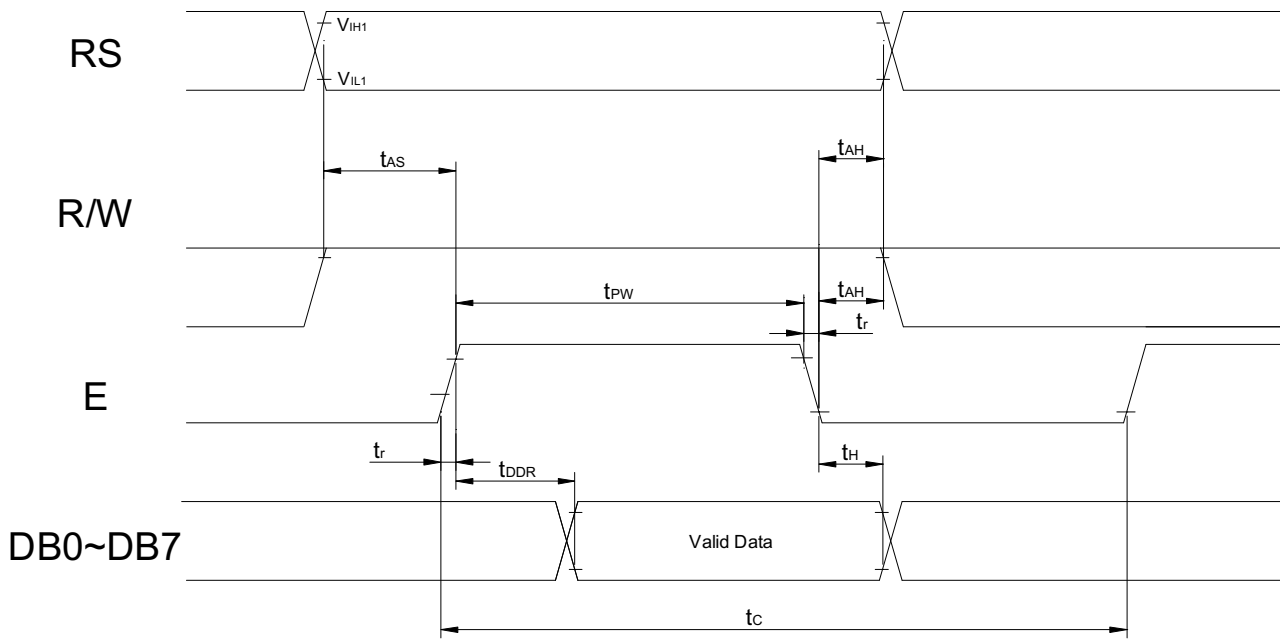 RS
VIH1
VIL1
tAS
tAH
R/W
tPW
tAH
tr
E
tr
tDDR
tH
DB0~DB7
Valid Data
tC